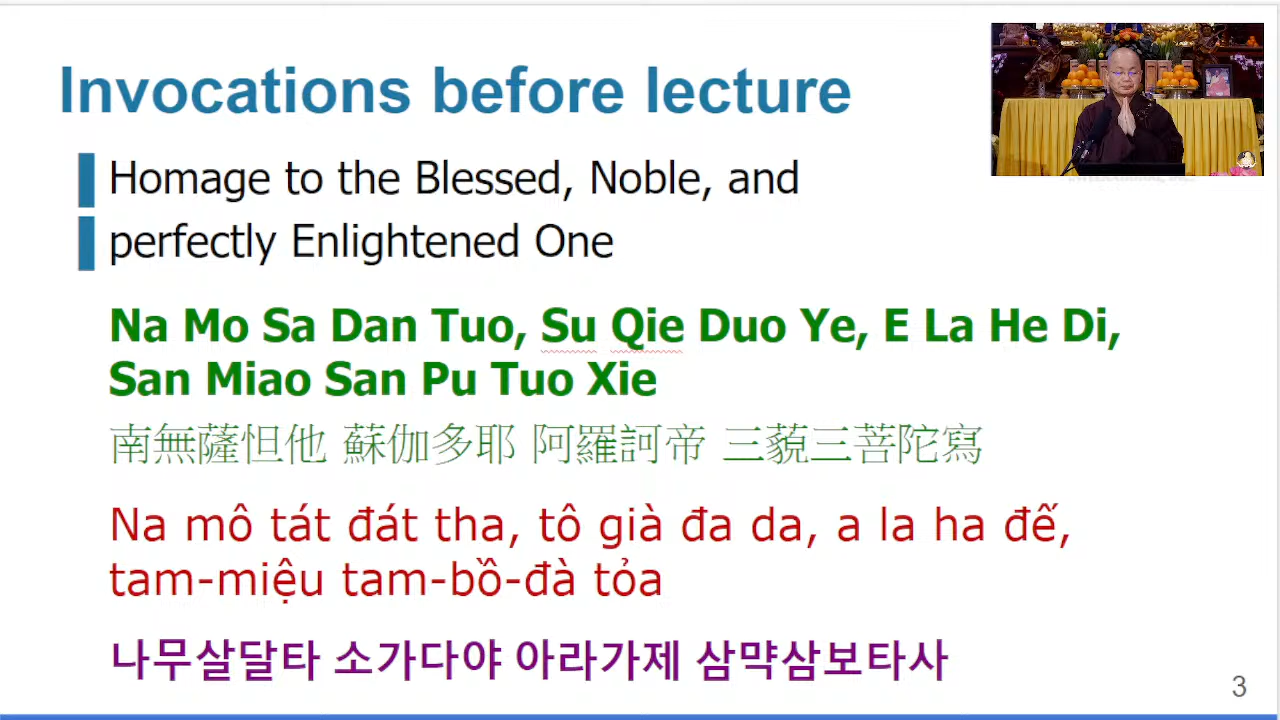 Invocations before lecture
Homage to the Blessed, Noble, and
perfectly Enlightened One
Na Mo Sa Dan Tuo, Su Qie Duo Ye, E La He Di,
San Miao San Pu Tuo Xie
南無薩怛他 蘇伽多耶 阿羅訶帝 三藐三菩陀寫
Na mô tát đát tha, tô già đa da, a la ha đế,
tam-miệu tam-bồ-đà tỏa
나무살달타 소가다야 아라가제 삼먁삼보타사
3